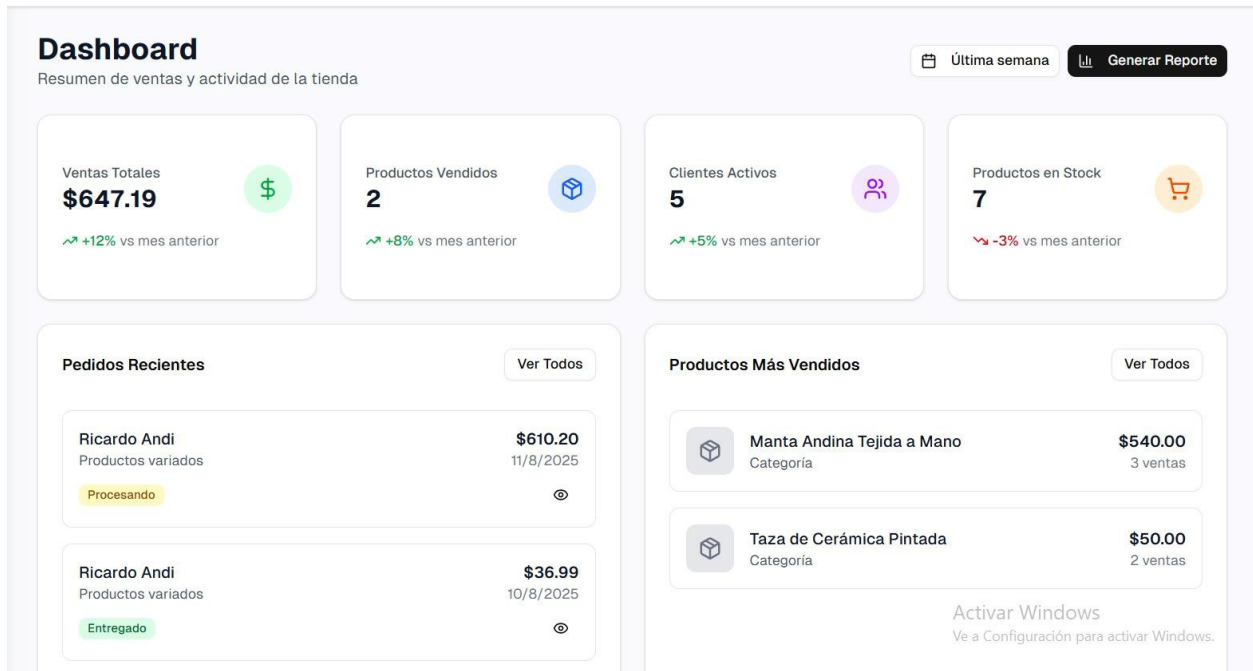 Dashboard
Resumen de ventas y actividad de la tienda
Última semana
Generar Reporte
Ventas Totales
$647.19
+12% vs mes anterior
Productos Vendidos
2
+8% vs mes anterior
Clientes Activos
5
+5% vs mes anterior
Productos en Stock
7
-3% vs mes anterior
Pedidos Recientes
Ver Todos
Ricardo Andi
$610.20
Productos variados
11/8/2025
Procesando
Ricardo Andi
$36.99
Productos variados
10/8/2025
Entregado
Productos Más Vendidos
Ver Todos
Manta Andina Tejida a Mano
$540.00
Categoría
3 ventas
Taza de Cerámica Pintada
$50.00
Categoría
2 ventas
Activar Windows
Ve a Configuración para activar Windows.